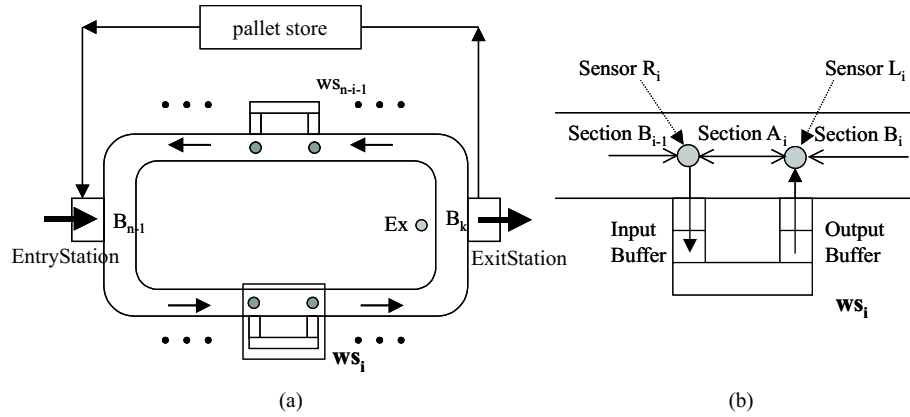 pallet store
ws_{n-i-1}
B_{n-1}
EntryStation
Ex
B_k
ExitStation
ws_i
(a)
Sensor R_i
Sensor L_i
Section B_{i-1}
Section A_i
Section B_i
Input
Buffer
Output
Buffer
ws_i
(b)